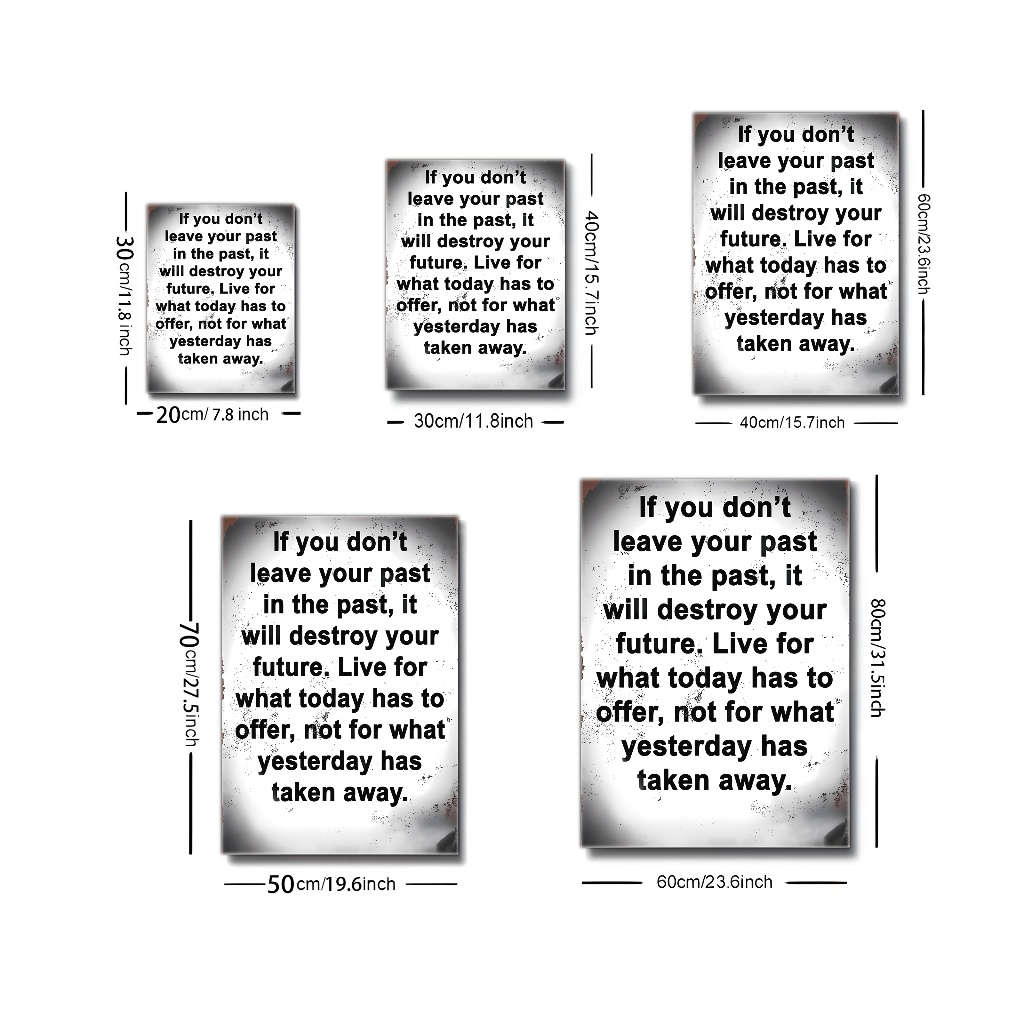 If you don't
leave your past
in the past, it
will destroy your
future. Live for
what today has to
offer, not for what
yesterday has
taken away.
30cm/11.8 inch
20cm/ 7.8 inch
If you don't
leave your past
in the past, it
will destroy your
future. Live for
what today has to
offer, not for what
yesterday has
taken away.
40cm/15.7inch
30cm/11.8inch
If you don't
leave your past
in the past, it
will destroy your
future. Live for
what today has to
offer, not for what
yesterday has
taken away.
60cm/23.6inch
40cm/15.7inch
If you don't
leave your past
in the past, it
will destroy your
future. Live for
what today has to
offer, not for what
yesterday has
taken away.
70cm/27.5inch
50cm/19.6inch
If you don't
leave your past
in the past, it
will destroy your
future. Live for
what today has to
offer, not for what
yesterday has
taken away.
80cm/31.5inch
60cm/23.6inch